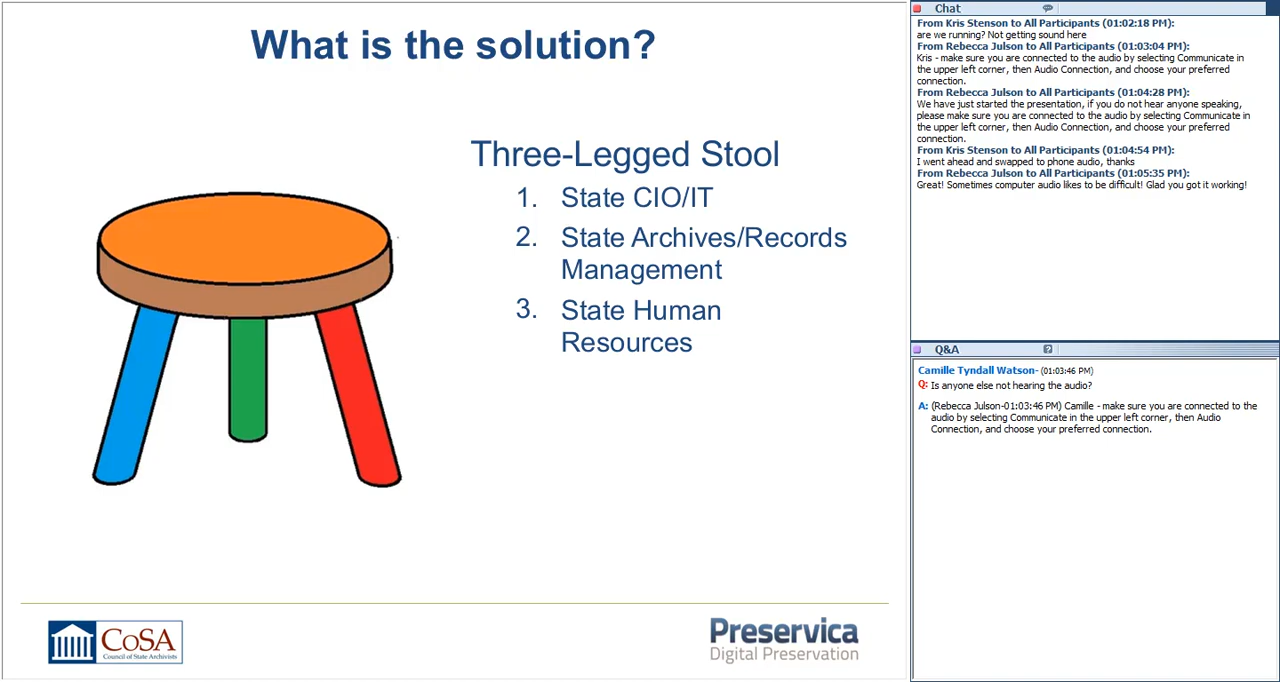 What is the solution?
Three-Legged Stool
1. State CIO/IT
2. State Archives/Records
Management
3. State Human
Resources
CoSA
Council of State Archivists
Preservica
Digital Preservation
Chat
From Kris Stenson to All Participants (01:02:18 PM):
are we running? Not getting sound here
From Rebecca Julson to All Participants (01:03:04 PM):
Kris - make sure you are connected to the audio by selecting Communicate in
the upper left corner, then Audio Connection, and choose your preferred
connection.
From Rebecca Julson to All Participants (01:04:28 PM):
We have just started the presentation, if you do not hear anyone speaking,
please make sure you are connected to the audio by selecting Communicate in
the upper left corner, then Audio Connection, and choose your preferred
connection.
From Kris Stenson to All Participants (01:04:54 PM):
I went ahead and swapped to phone audio, thanks
From Rebecca Julson to All Participants (01:05:35 PM):
Great! Sometimes computer audio likes to be difficult! Glad you got it working!
Q&A
Camille Tyndall Watson- (01:03:46 PM)
Q: Is anyone else not hearing the audio?
A: (Rebecca Julson-01:03:46 PM) Camille - make sure you are connected to the
audio by selecting Communicate in the upper left corner, then Audio
Connection, and choose your preferred connection.